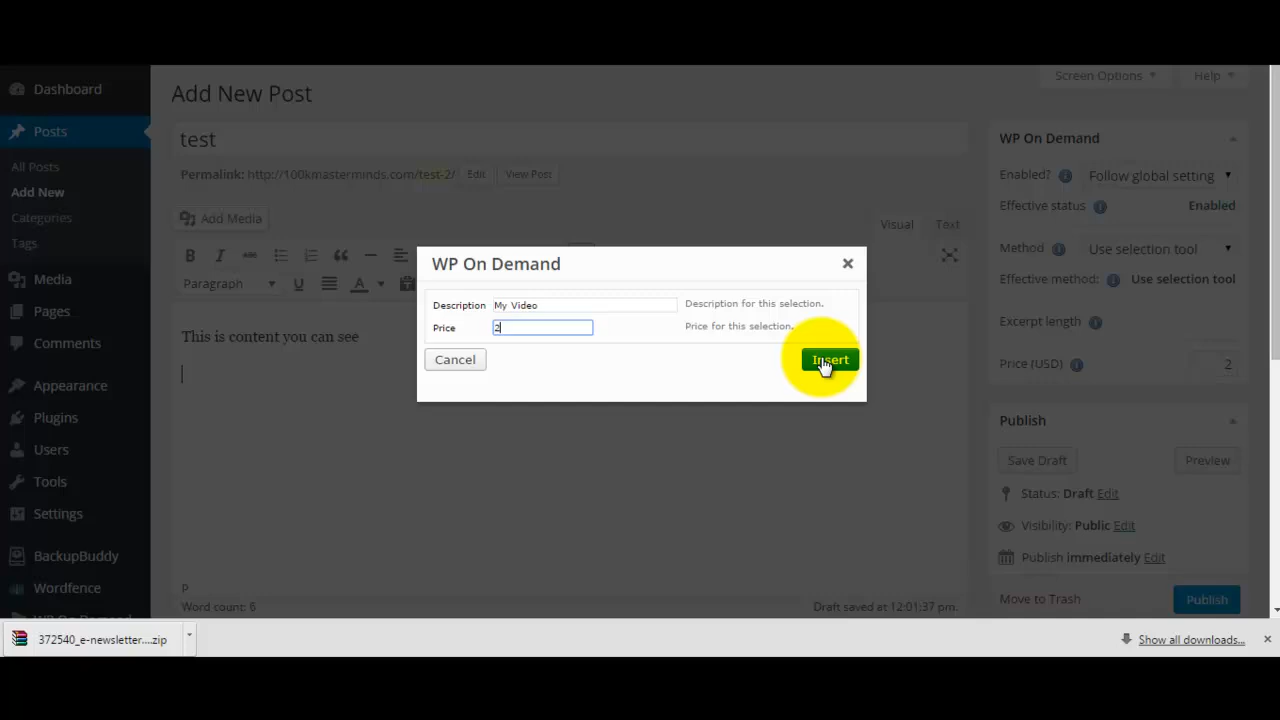 Dashboard
Posts
All Posts
Add New
Categories
Tags
Media
Pages
Comments
Appearance
Plugins
Users
Tools
Settings
BackupBuddy
Wordfence
WP On Demand
Add New Post
Screen Options
Help
test
Permalink: http://100kmasterminds.com/test-2/ Edit View Post
Add Media
Visual Text
B I ABC
Paragraph U A
This is content you can see
P
Word count: 6
Draft saved at 12:01:37 pm.
WP On Demand
Description My Video Description for this selection.
Price 2 Price for this selection.
Cancel Insert
WP On Demand
Enabled? Follow global setting
Effective status Enabled
Method Use selection tool
Effective method: Use selection tool
Excerpt length
Price (USD) 2
Publish
Save Draft Preview
Status: Draft Edit
Visibility: Public Edit
Publish immediately Edit
Move to Trash Publish
372540_e-newsletter....zip
Show all downloads...